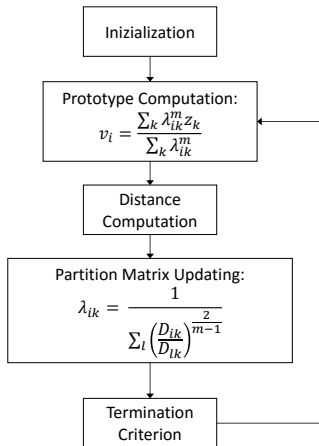 Inizialization
Prototype Computation:
$v_i = \frac{\sum_k \lambda_{ik}^m z_k}{\sum_k \lambda_{ik}^m}$
Distance
Computation
Partition Matrix Updating:
$\lambda_{ik} = \frac{1}{\sum_l \left(\frac{D_{ik}}{D_{lk}}\right)^{\frac{2}{m-1}}}$
Termination
Criterion